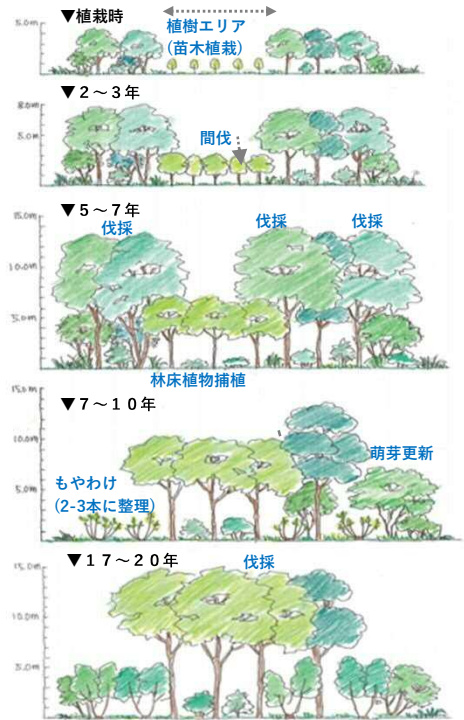 ▼植栽時
植樹エリア
(苗木植栽)
5.0m
▼２～３年
8.0m
5.0m
間伐
▼５～７年
15.0m
伐採
伐採
伐採
10.0m
5.0m
林床植物捕植
15.0m
▼７～１０年
10.0m
萌芽更新
もやわけ
(2-3本に整理)
5.0m
▼１７～２０年
伐採
15.0m
10.0m
5.0m